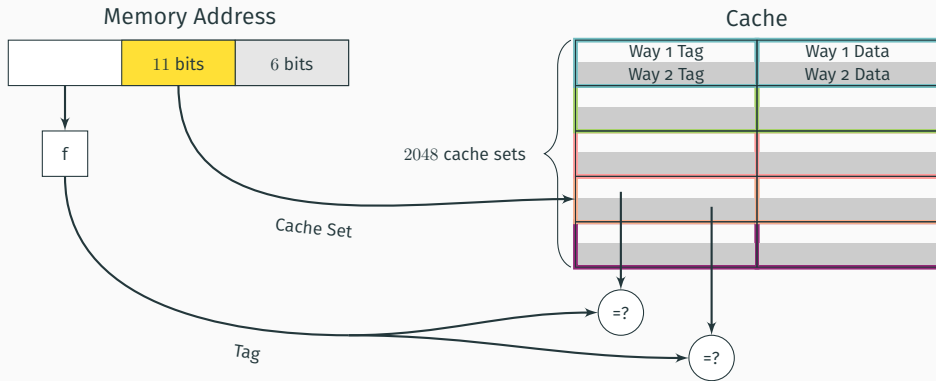 Memory Address
11 bits
6 bits
f
Cache Set
Tag
Cache
Way 1 Tag
Way 1 Data
Way 2 Tag
Way 2 Data
2048 cache sets
=?
=?